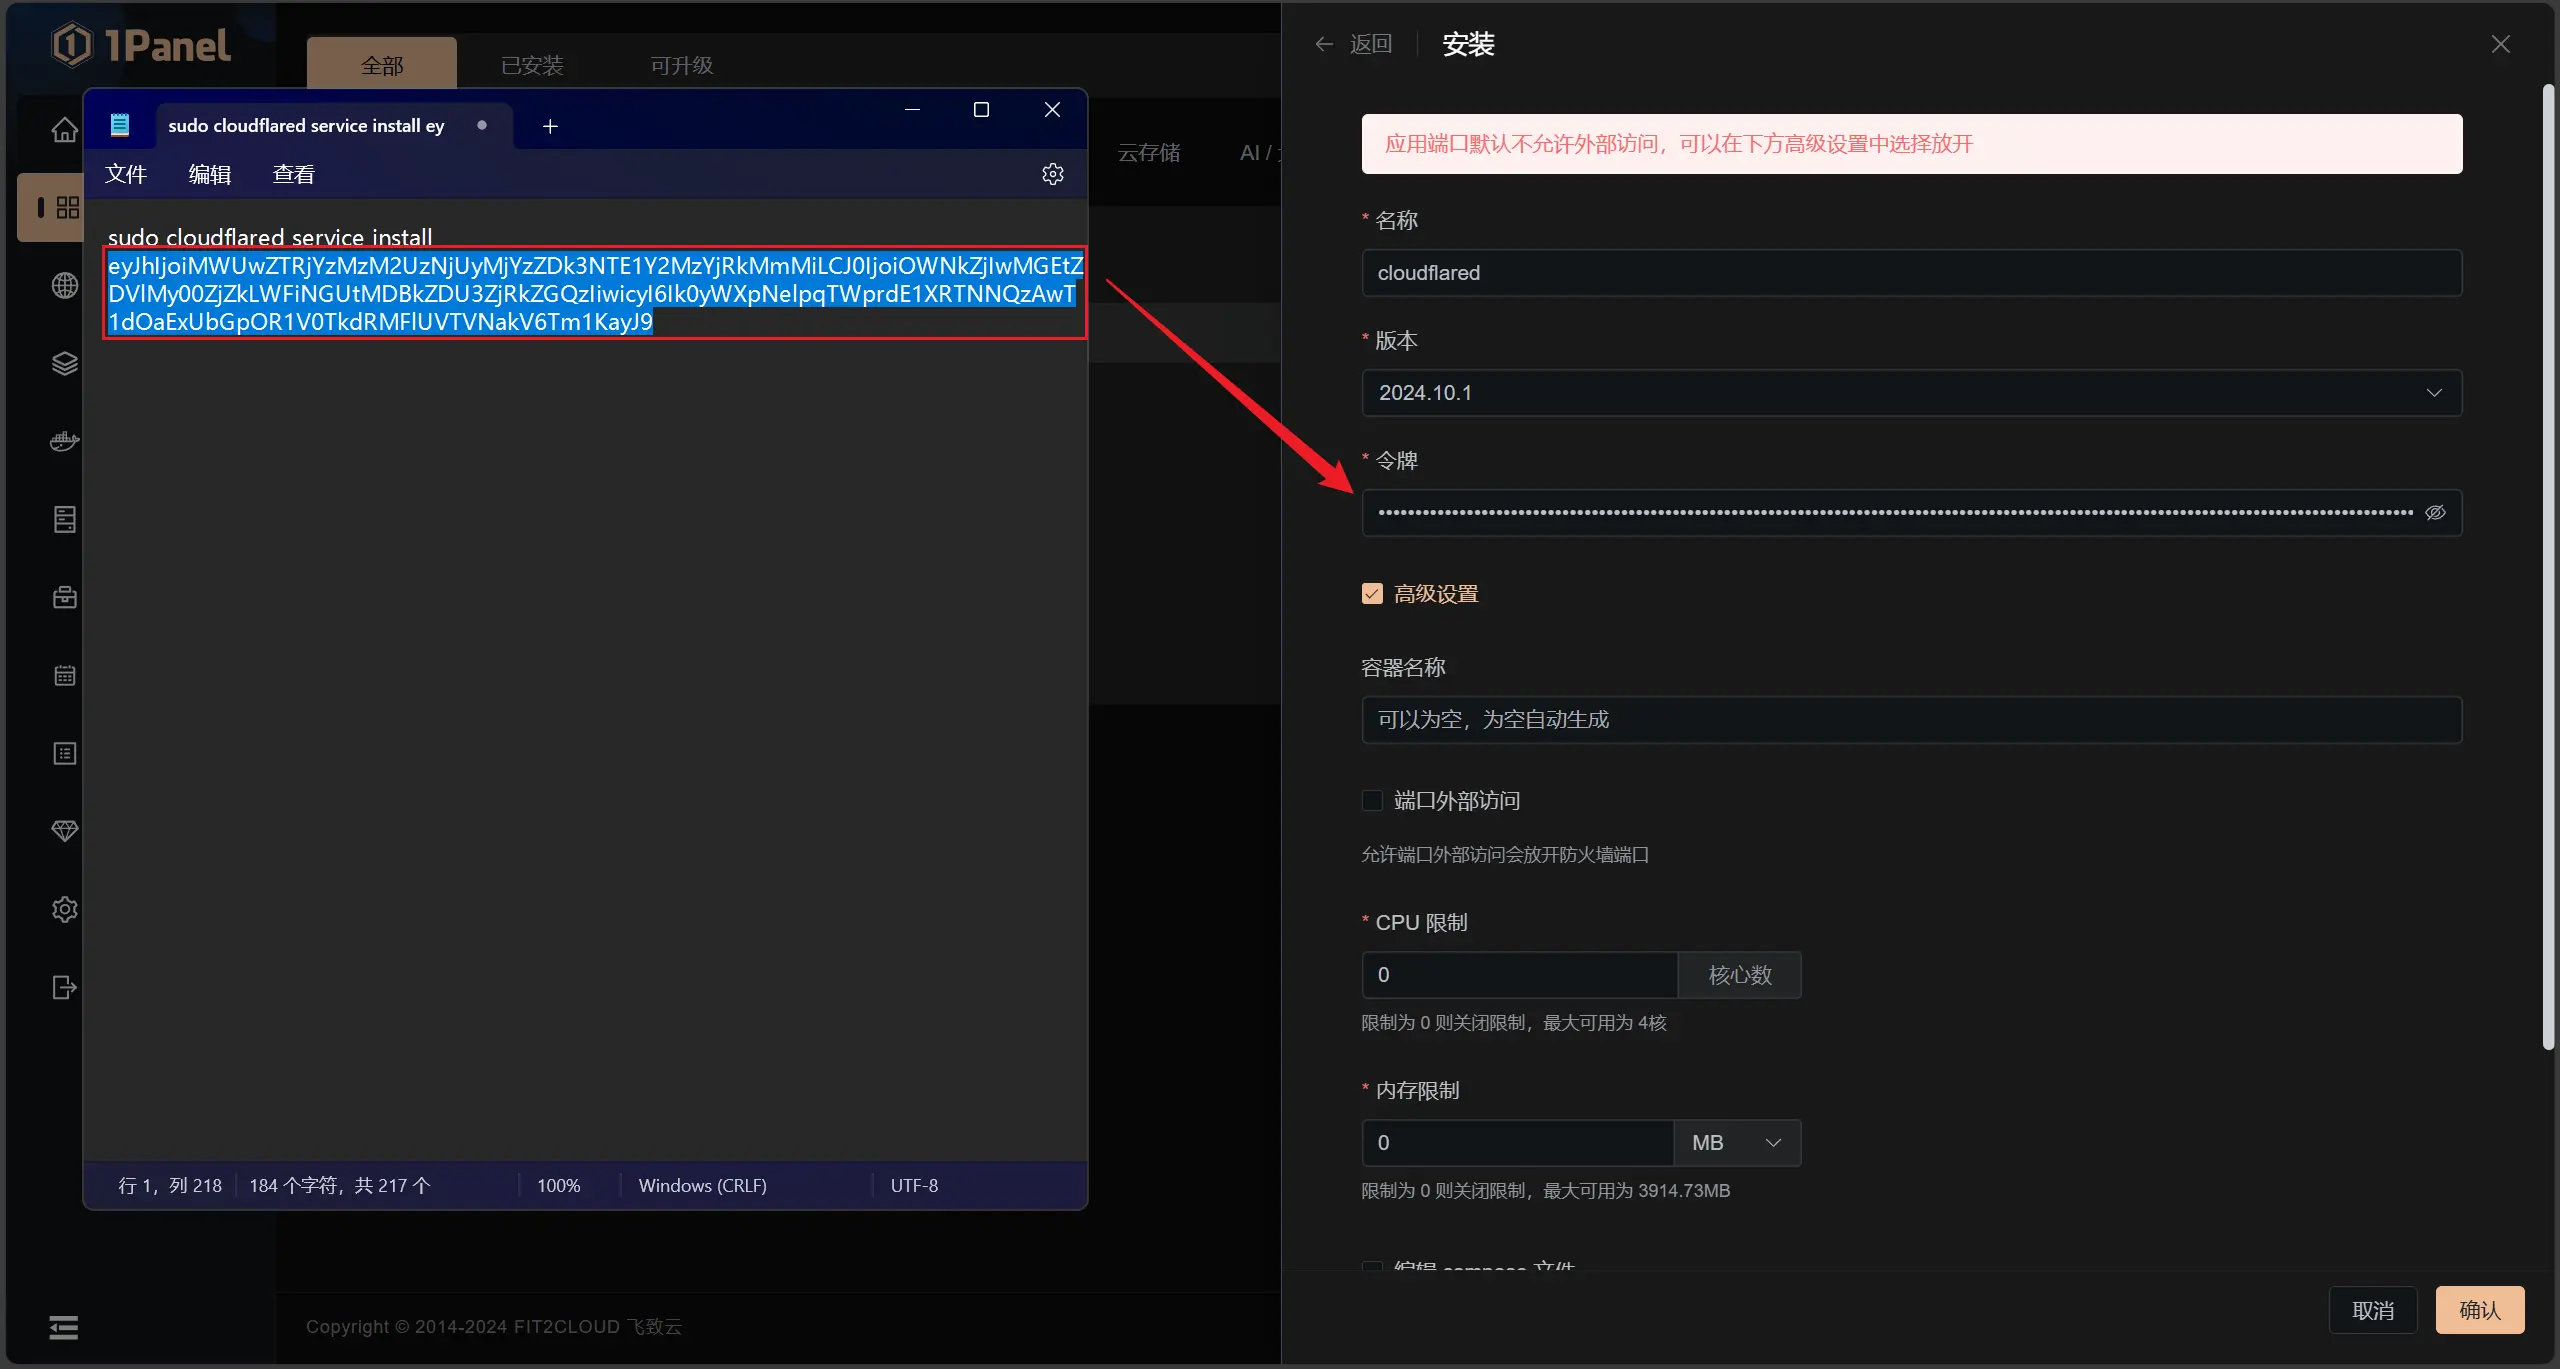 1Panel
全部
已安装
可升级
云存储
AI /
sudo cloudflared service install ey
文件
编辑
查看
sudo cloudflared service install
eyJhIjoiMWUwZTRjYzMzM2UzNjUyMjYzZDk3NTE1Y2MzYjRkMmMiLCJ0IjoiOWNkZjIwMGEtZ
DVlMy00ZjZkLWFiNGUtMDBkZDU3ZjRkZGQzIiwicyI6Ik0yWXpNelpqTWprdE1XRTNNQzAwT
1dOaExUbGpOR1V0TkdRMFlUVTVNakV6Tm1KayJ9
行 1，列 218
184 个字符，共 217 个
100%
Windows (CRLF)
UTF-8
Copyright © 2014-2024 FIT2CLOUD 飞致云
返回
安装
应用端口默认不允许外部访问，可以在下方高级设置中选择放开
* 名称
cloudflared
* 版本
2024.10.1
* 令牌
高级设置
容器名称
可以为空，为空自动生成
端口外部访问
允许端口外部访问会放开防火墙端口
* CPU 限制
0
核心数
限制为 0 则关闭限制，最大可用为 4核
* 内存限制
0
MB
限制为 0 则关闭限制，最大可用为 3914.73MB
编辑 compose 文件
取消
确认